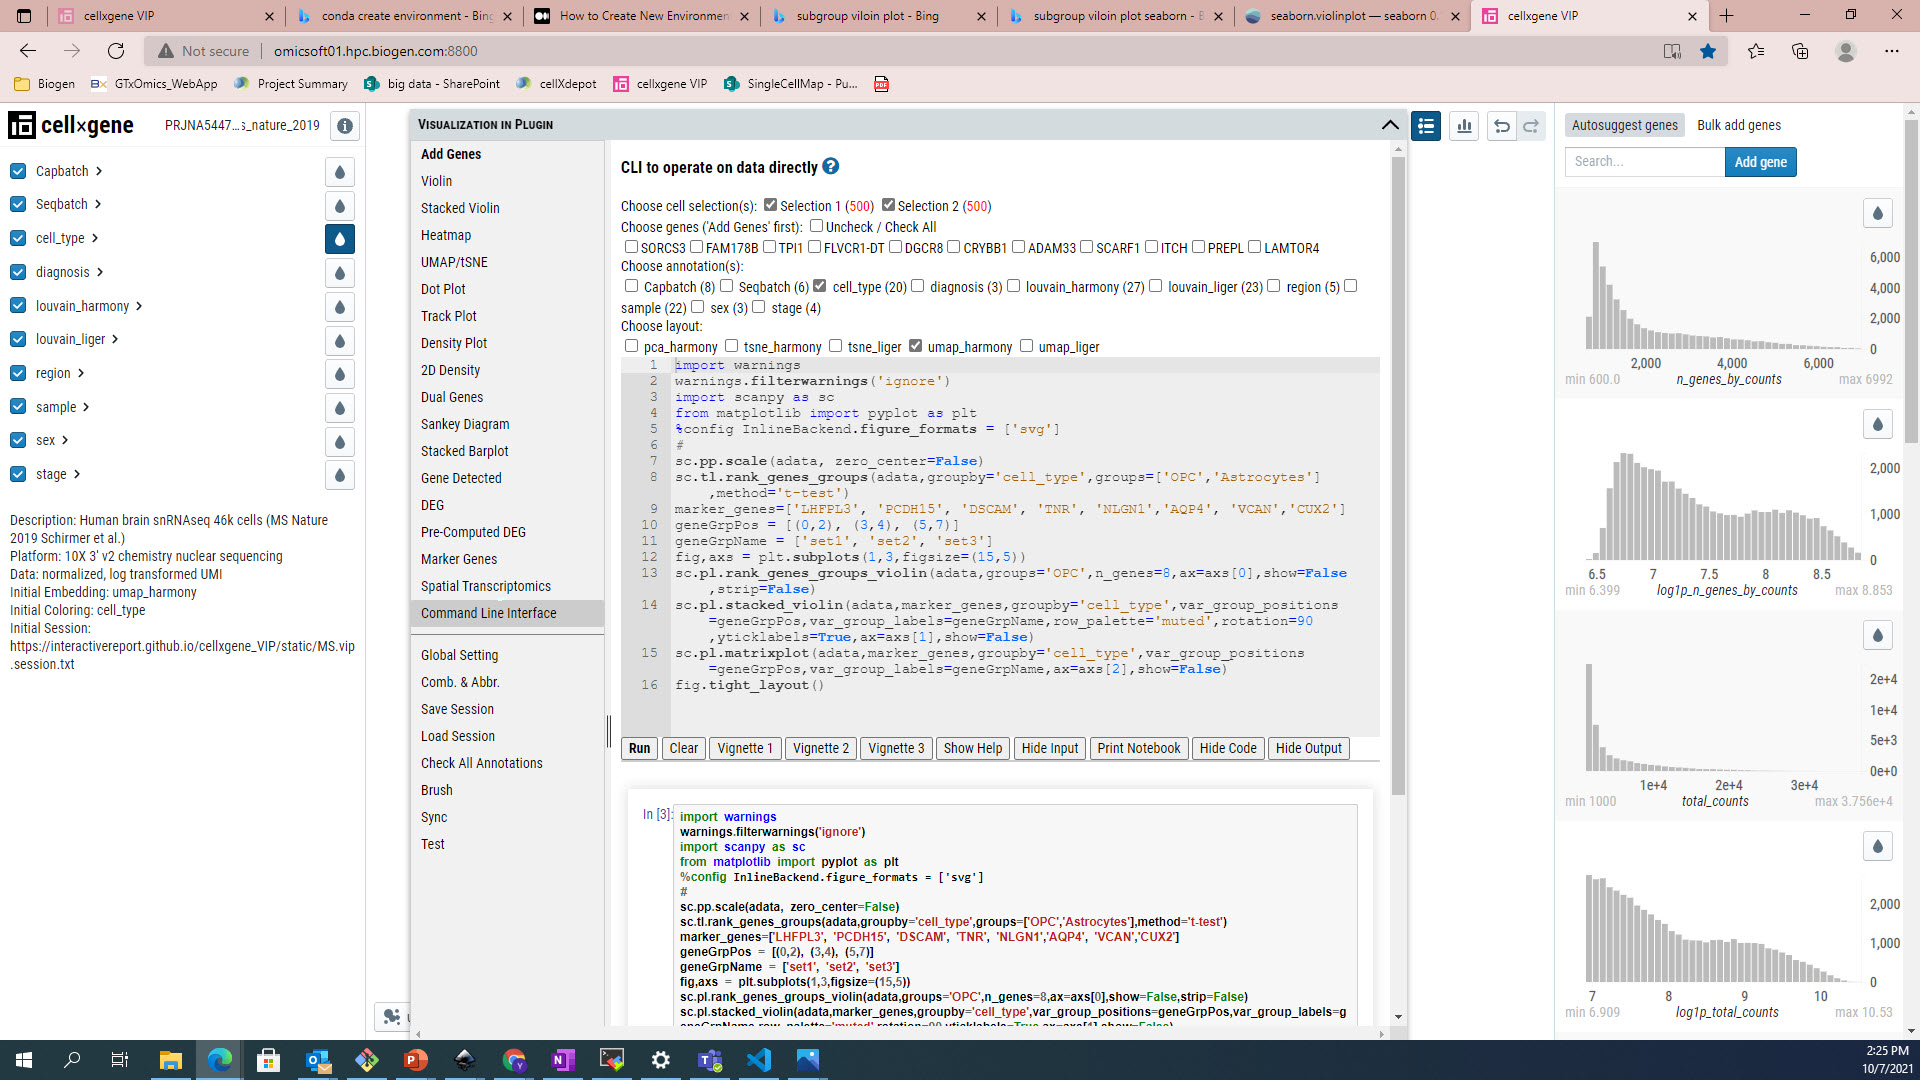 cellxgene VIP
conda create environment - Bing
How to Create New Environmen
subgroup viloin plot - Bing
subgroup viloin plot seaborn - B
seaborn.violinplot — seaborn 0.
cellxgene VIP
Not secure
omicsoft01.hpc.biogen.com:8800
Biogen
GTxOmics_WebApp
Project Summary
big data - SharePoint
cellXdepot
cellxgene VIP
SingleCellMap - Pu...
cell×gene
PRJNA5447...s_nature_2019
Capbatch
Seqbatch
cell_type
diagnosis
louvain_harmony
louvain_liger
region
sample
sex
stage
Description: Human brain snRNAseq 46k cells (MS Nature
2019 Schirmer et al.)
Platform: 10X 3' v2 chemistry nuclear sequencing
Data: normalized, log transformed UMI
Initial Embedding: umap_harmony
Initial Coloring: cell_type
Initial Session:
https://interactivereport.github.io/cellxgene_VIP/static/MS.vip
.session.txt
VISUALIZATION IN PLUGIN
Add Genes
Violin
Stacked Violin
Heatmap
UMAP/tSNE
Dot Plot
Track Plot
Density Plot
2D Density
Dual Genes
Sankey Diagram
Stacked Barplot
Gene Detected
DEG
Pre-Computed DEG
Marker Genes
Spatial Transcriptomics
Command Line Interface
Global Setting
Comb. & Abbr.
Save Session
Load Session
Check All Annotations
Brush
Sync
Test
CLI to operate on data directly ?
Choose cell selection(s): Selection 1 (500) Selection 2 (500)
Choose genes ('Add Genes' first): Uncheck / Check All
SORCS3 FAM178B TPI1 FLVCR1-DT DGCR8 CRYBB1 ADAM33 SCARF1 ITCH PREPL LAMTOR4
Choose annotation(s):
Capbatch (8) Seqbatch (6) cell_type (20) diagnosis (3) louvain_harmony (27) louvain_liger (23) region (5)
sample (22) sex (3) stage (4)
Choose layout:
pca_harmony tsne_harmony tsne_liger umap_harmony umap_liger
1 import warnings
2 warnings.filterwarnings('ignore')
3 import scanpy as sc
4 from matplotlib import pyplot as plt
5 %config InlineBackend.figure_formats = ['svg']
6 #
7 sc.pp.scale(adata, zero_center=False)
8 sc.tl.rank_genes_groups(adata,groupby='cell_type',groups=['OPC','Astrocytes']
,method='t-test')
9 marker_genes=['LHFPL3', 'PCDH15', 'DSCAM', 'TNR', 'NLGN1','AQP4', 'VCAN','CUX2']
10 geneGrpPos = [(0,2), (3,4), (5,7)]
11 geneGrpName = ['set1', 'set2', 'set3']
12 fig,axs = plt.subplots(1,3,figsize=(15,5))
13 sc.pl.rank_genes_groups_violin(adata,groups='OPC',n_genes=8,ax=axs[0],show=False
,strip=False)
14 sc.pl.stacked_violin(adata,marker_genes,groupby='cell_type',var_group_positions
=geneGrpPos,var_group_labels=geneGrpName,row_palette='muted',rotation=90
,yticklabels=True,ax=axs[1],show=False)
15 sc.pl.matrixplot(adata,marker_genes,groupby='cell_type',var_group_positions
=geneGrpPos,var_group_labels=geneGrpName,ax=axs[2],show=False)
16 fig.tight_layout()
Run
Clear
Vignette 1
Vignette 2
Vignette 3
Show Help
Hide Input
Print Notebook
Hide Code
Hide Output
In [3]:
import warnings
warnings.filterwarnings('ignore')
import scanpy as sc
from matplotlib import pyplot as plt
%config InlineBackend.figure_formats = ['svg']
#
sc.pp.scale(adata, zero_center=False)
sc.tl.rank_genes_groups(adata,groupby='cell_type',groups=['OPC','Astrocytes'],method='t-test')
marker_genes=['LHFPL3', 'PCDH15', 'DSCAM', 'TNR', 'NLGN1','AQP4', 'VCAN','CUX2']
geneGrpPos = [(0,2), (3,4), (5,7)]
geneGrpName = ['set1', 'set2', 'set3']
fig,axs = plt.subplots(1,3,figsize=(15,5))
sc.pl.rank_genes_groups_violin(adata,groups='OPC',n_genes=8,ax=axs[0],show=False,strip=False)
sc.pl.stacked_violin(adata,marker_genes,groupby='cell_type',var_group_positions=geneGrpPos,var_group_labels=g
eneGrpName,row_palette='muted',rotation=90,yticklabels=True,ax=axs[1],show=False)
Autosuggest genes
Bulk add genes
Search...
Add gene
6,000
4,000
2,000
0
2,000 4,000 6,000
min 600.0 n_genes_by_counts max 6992
2,000
1,000
0
6.5 7 7.5 8 8.5
min 6.399 log1p_n_genes_by_counts max 8.853
2e+4
1e+4
5e+3
0e+0
1e+4 2e+4 3e+4
min 1000 total_counts max 3.756e+4
2,000
1,000
0
7 8 9 10
min 6.909 log1p_total_counts max 10.53
2:25 PM
10/7/2021